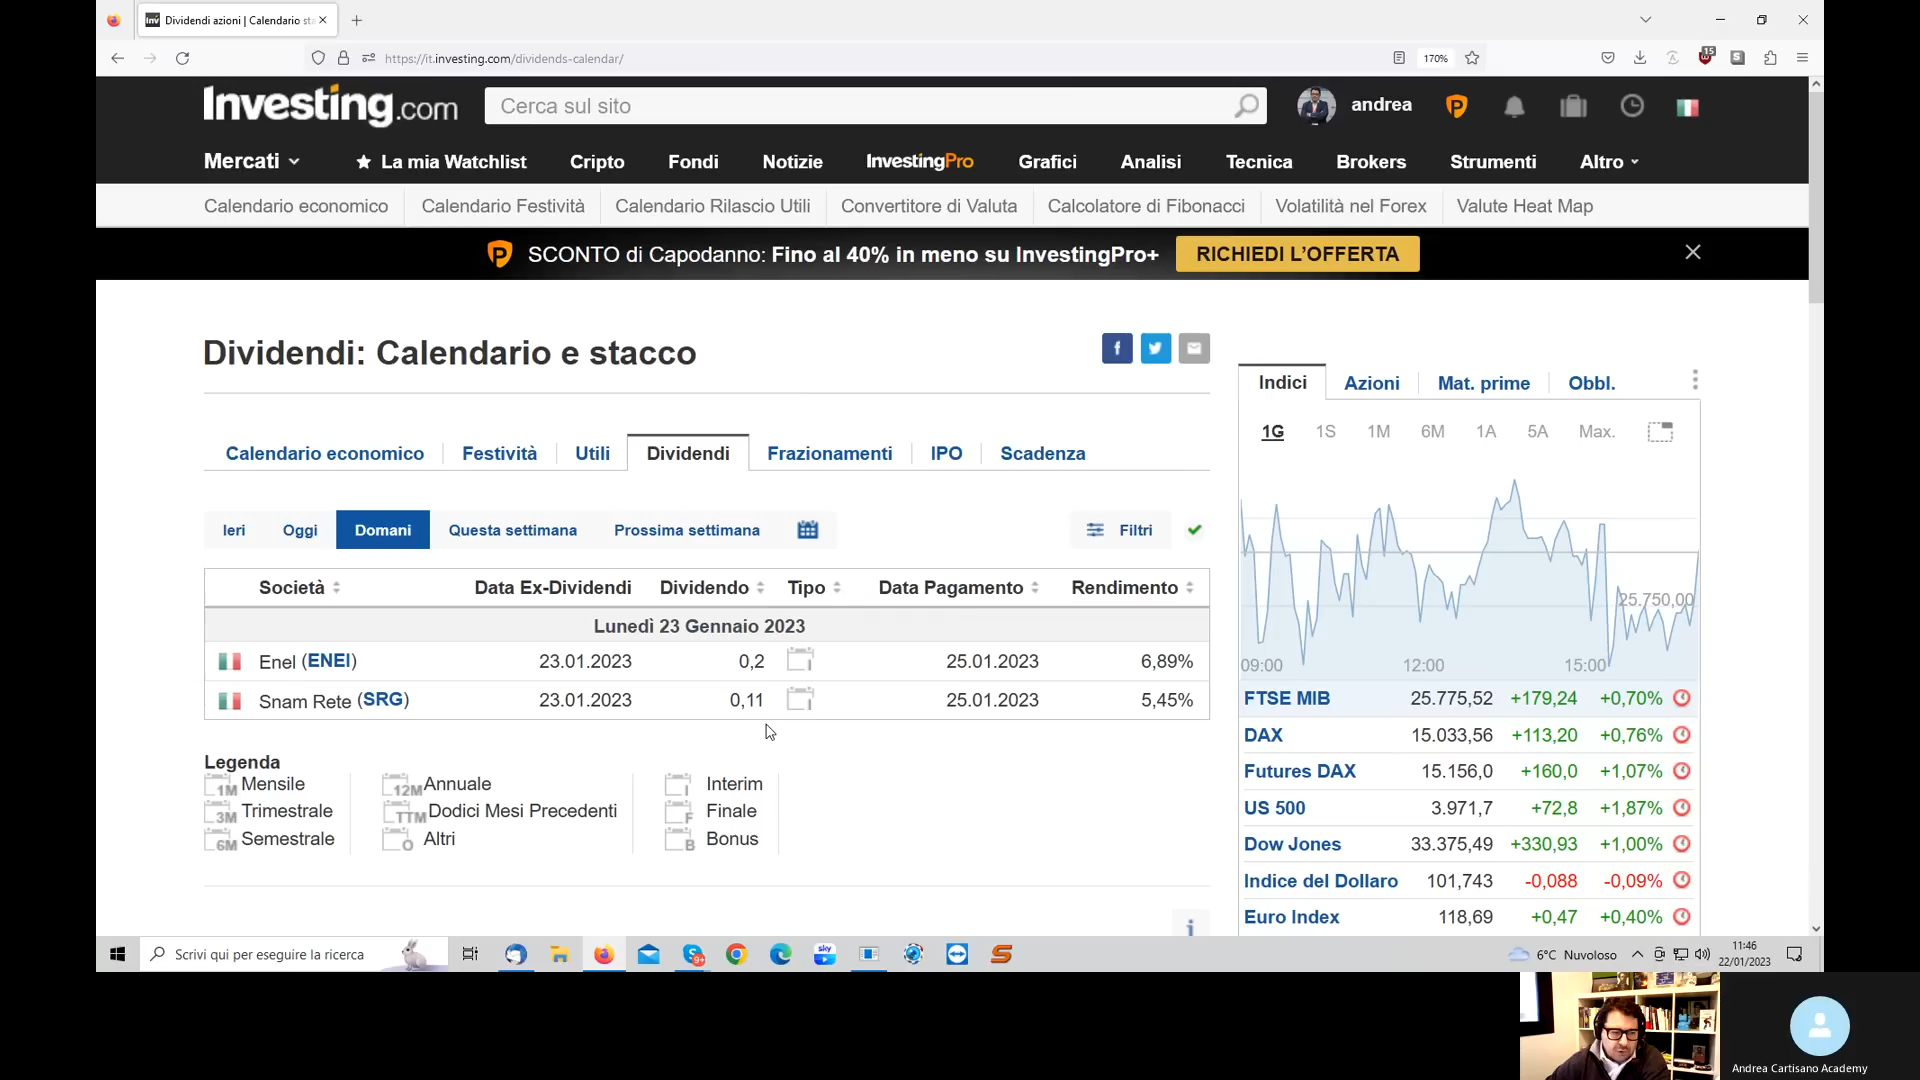 Dividendi azioni | Calendario st
https://it.investing.com/dividends-calendar/
170%
15
Investing.com
Cerca sul sito
andrea
Mercati
La mia Watchlist
Cripto
Fondi
Notizie
InvestingPro
Grafici
Analisi
Tecnica
Brokers
Strumenti
Altro
Calendario economico
Calendario Festività
Calendario Rilascio Utili
Convertitore di Valuta
Calcolatore di Fibonacci
Volatilità nel Forex
Valute Heat Map
SCONTO di Capodanno: Fino al 40% in meno su InvestingPro+
RICHIEDI L'OFFERTA
Dividendi: Calendario e stacco
Calendario economico
Festività
Utili
Dividendi
Frazionamenti
IPO
Scadenza
Ieri
Oggi
Domani
Questa settimana
Prossima settimana
Filtri
Società Data Ex-Dividendi Dividendo Tipo Data Pagamento Rendimento
Lunedì 23 Gennaio 2023
Enel (ENEI) 23.01.2023 0,2 I 25.01.2023 6,89%
Snam Rete (SRG) 23.01.2023 0,11 I 25.01.2023 5,45%
Legenda
1M Mensile
3M Trimestrale
6M Semestrale
12M Annuale
TTM Dodici Mesi Precedenti
O Altri
I Interim
F Finale
B Bonus
Indici
Azioni
Mat. prime
Obbl.
1G 1S 1M 6M 1A 5A Max.
25.750,00
09:00 12:00 15:00
FTSE MIB 25.775,52 +179,24 +0,70%
DAX 15.033,56 +113,20 +0,76%
Futures DAX 15.156,0 +160,0 +1,07%
US 500 3.971,7 +72,8 +1,87%
Dow Jones 33.375,49 +330,93 +1,00%
Indice del Dollaro 101,743 -0,088 -0,09%
Euro Index 118,69 +0,47 +0,40%
Scrivi qui per eseguire la ricerca
sky
6°C Nuvoloso
11:46
22/01/2023
Andrea Cartisano Academy